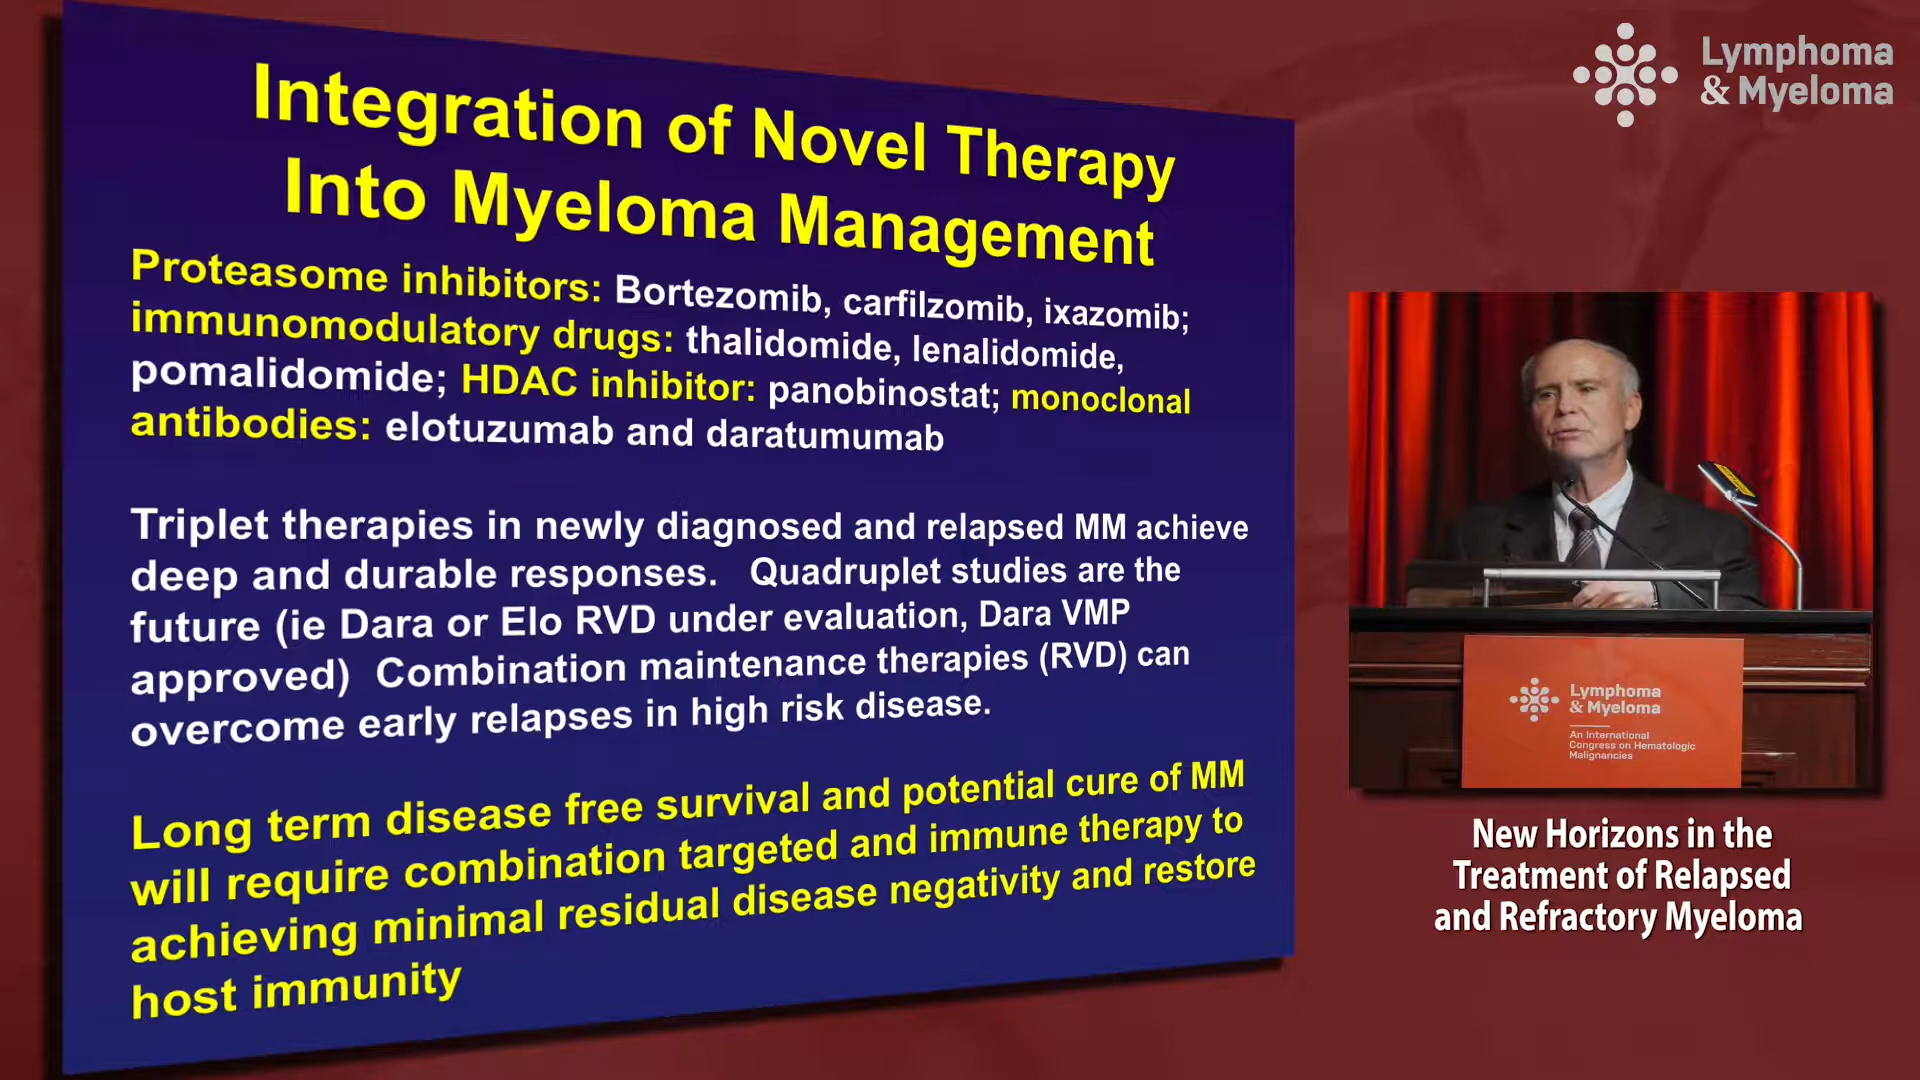 Integration of Novel Therapy
Into Myeloma Management
Proteasome inhibitors: Bortezomib, carfilzomib, ixazomib;
immunomodulatory drugs: thalidomide, lenalidomide,
pomalidomide; HDAC inhibitor: panobinostat; monoclonal
antibodies: elotuzumab and daratumumab
Triplet therapies in newly diagnosed and relapsed MM achieve
deep and durable responses. Quadruplet studies are the
future (ie Dara or Elo RVD under evaluation, Dara VMP
approved) Combination maintenance therapies (RVD) can
overcome early relapses in high risk disease.
Long term disease free survival and potential cure of MM
will require combination targeted and immune therapy to
achieving minimal residual disease negativity and restore
host immunity
Lymphoma
& Myeloma
Lymphoma
& Myeloma
An International
Congress on Hematologic
Malignancies
New Horizons in the
Treatment of Relapsed
and Refractory Myeloma